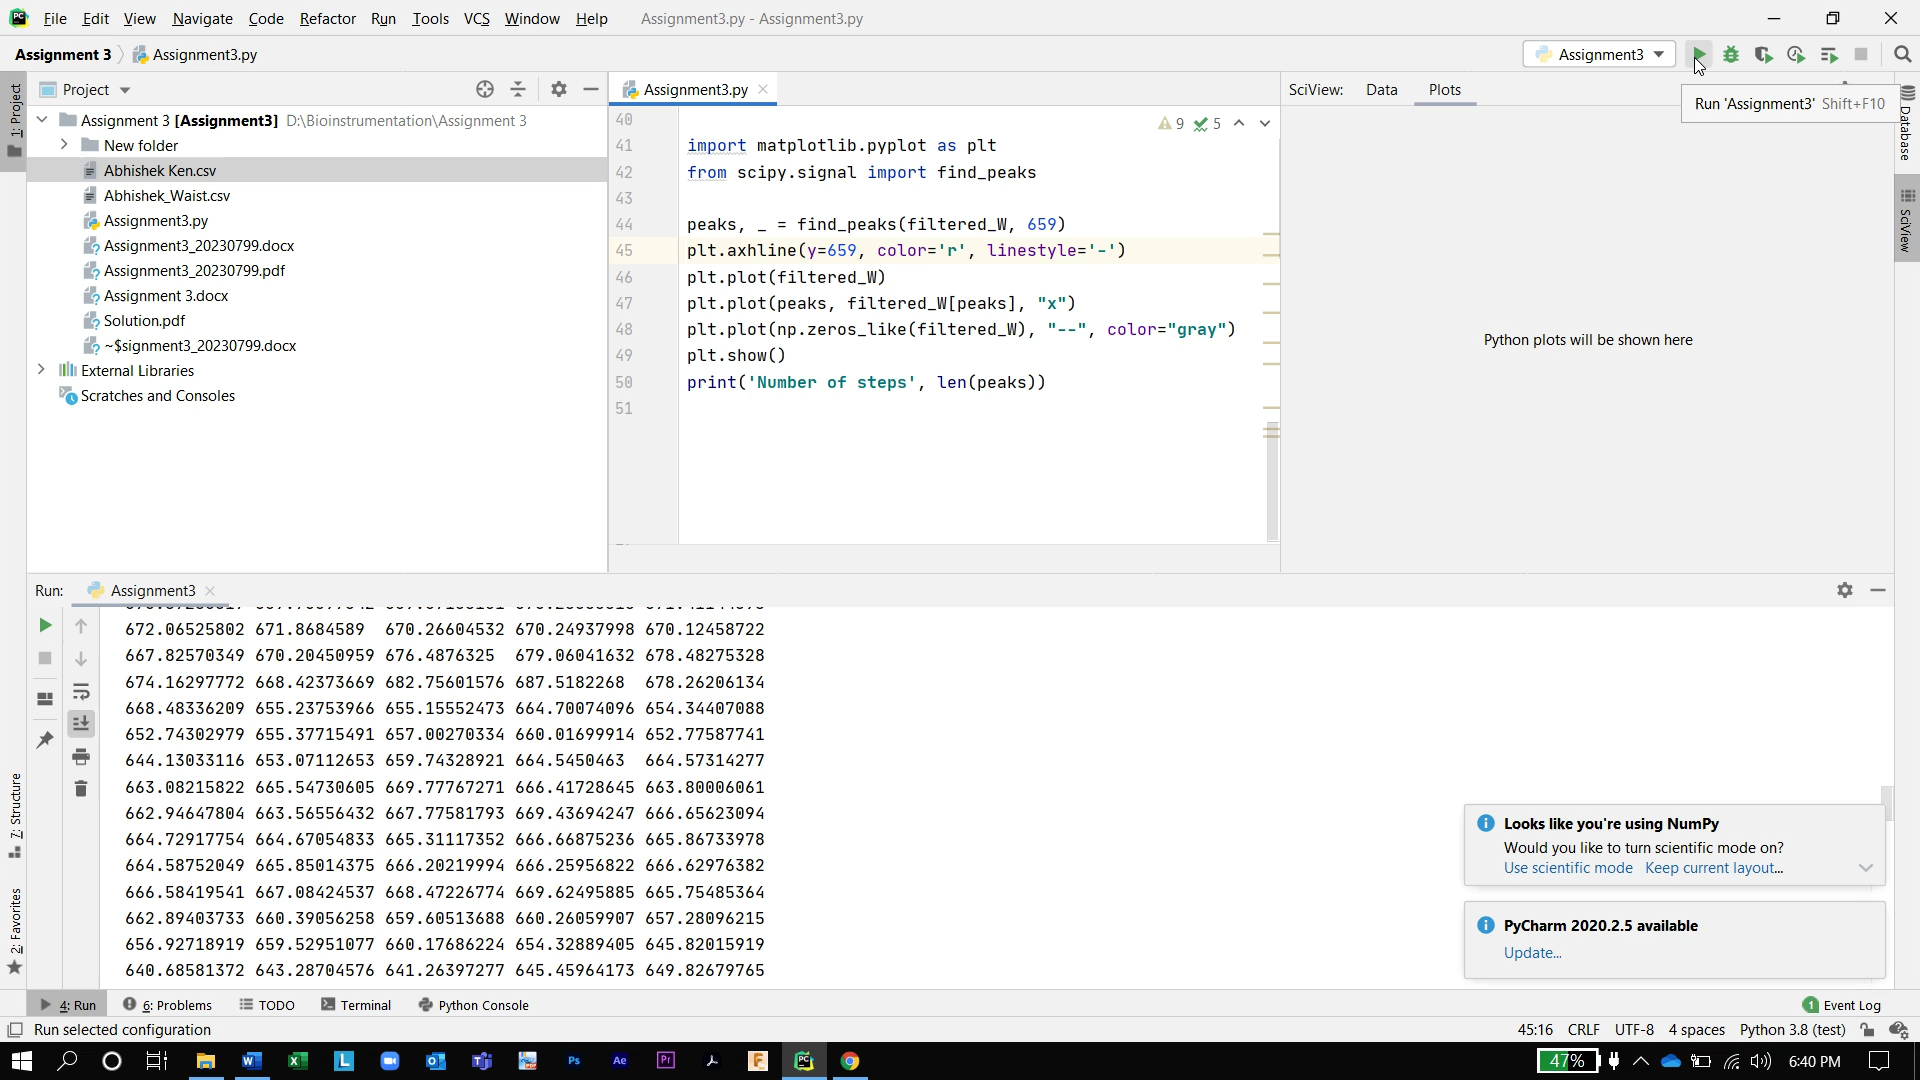 File Edit View Navigate Code Refactor Run Tools VCS Window Help Assignment3.py - Assignment3.py
Assignment 3 Assignment3.py
Assignment3
Run 'Assignment3' Shift+F10
1: Project
Project
Assignment 3 [Assignment3] D:\Bioinstrumentation\Assignment 3
New folder
Abhishek Ken.csv
Abhishek_Waist.csv
Assignment3.py
Assignment3_20230799.docx
Assignment3_20230799.pdf
Assignment 3.docx
Solution.pdf
~$signment3_20230799.docx
External Libraries
Scratches and Consoles
Assignment3.py
9 5
40
41 import matplotlib.pyplot as plt
42 from scipy.signal import find_peaks
43
44 peaks, _ = find_peaks(filtered_W, 659)
45 plt.axhline(y=659, color='r', linestyle='-')
46 plt.plot(filtered_W)
47 plt.plot(peaks, filtered_W[peaks], "x")
48 plt.plot(np.zeros_like(filtered_W), "--", color="gray")
49 plt.show()
50 print('Number of steps', len(peaks))
51
SciView: Data Plots
Python plots will be shown here
Database
SciView
Run: Assignment3
672.06525802 671.8684589 670.26604532 670.24937998 670.12458722
667.82570349 670.20450959 676.4876325 679.06041632 678.48275328
674.16297772 668.42373669 682.75601576 687.5182268 678.26206134
668.48336209 655.23753966 655.15552473 664.70074096 654.34407088
652.74302979 655.37715491 657.00270334 660.01699914 652.77587741
644.13033116 653.07112653 659.74328921 664.5450463 664.57314277
663.08215822 665.54730605 669.77767271 666.41728645 663.80006061
662.94647804 663.56556432 667.77581793 669.43694247 666.65623094
664.72917754 664.67054833 665.31117352 666.66875236 665.86733978
664.58752049 665.85014375 666.20219994 666.25956822 666.62976382
666.58419541 667.08424537 668.47226774 669.62495885 665.75485364
662.89403733 660.39056258 659.60513688 660.26059907 657.28096215
656.92718919 659.52951077 660.17686224 654.32889405 645.82015919
640.68581372 643.28704576 641.26397277 645.45964173 649.82679765
7: Structure
2: Favorites
Looks like you're using NumPy
Would you like to turn scientific mode on?
Use scientific mode Keep current layout...
PyCharm 2020.2.5 available
Update...
4: Run 6: Problems TODO Terminal Python Console 1 Event Log
Run selected configuration 45:16 CRLF UTF-8 4 spaces Python 3.8 (test)
47% 6:40 PM